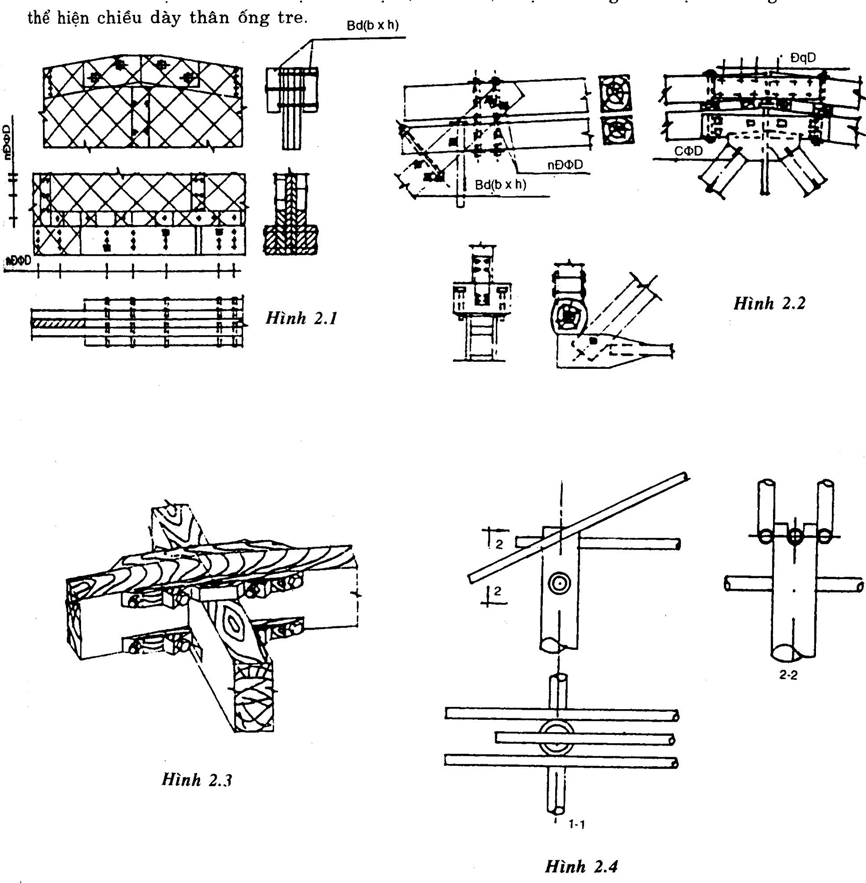 thể hiện chiều dày thân ống tre.
Bd(b x h)
nĐΦD
nĐΦD
Hình 2.1
ĐqD
CΦD
nĐΦD
Bd(b x h)
Hình 2.2
Hình 2.3
2
2
2-2
1-1
Hình 2.4